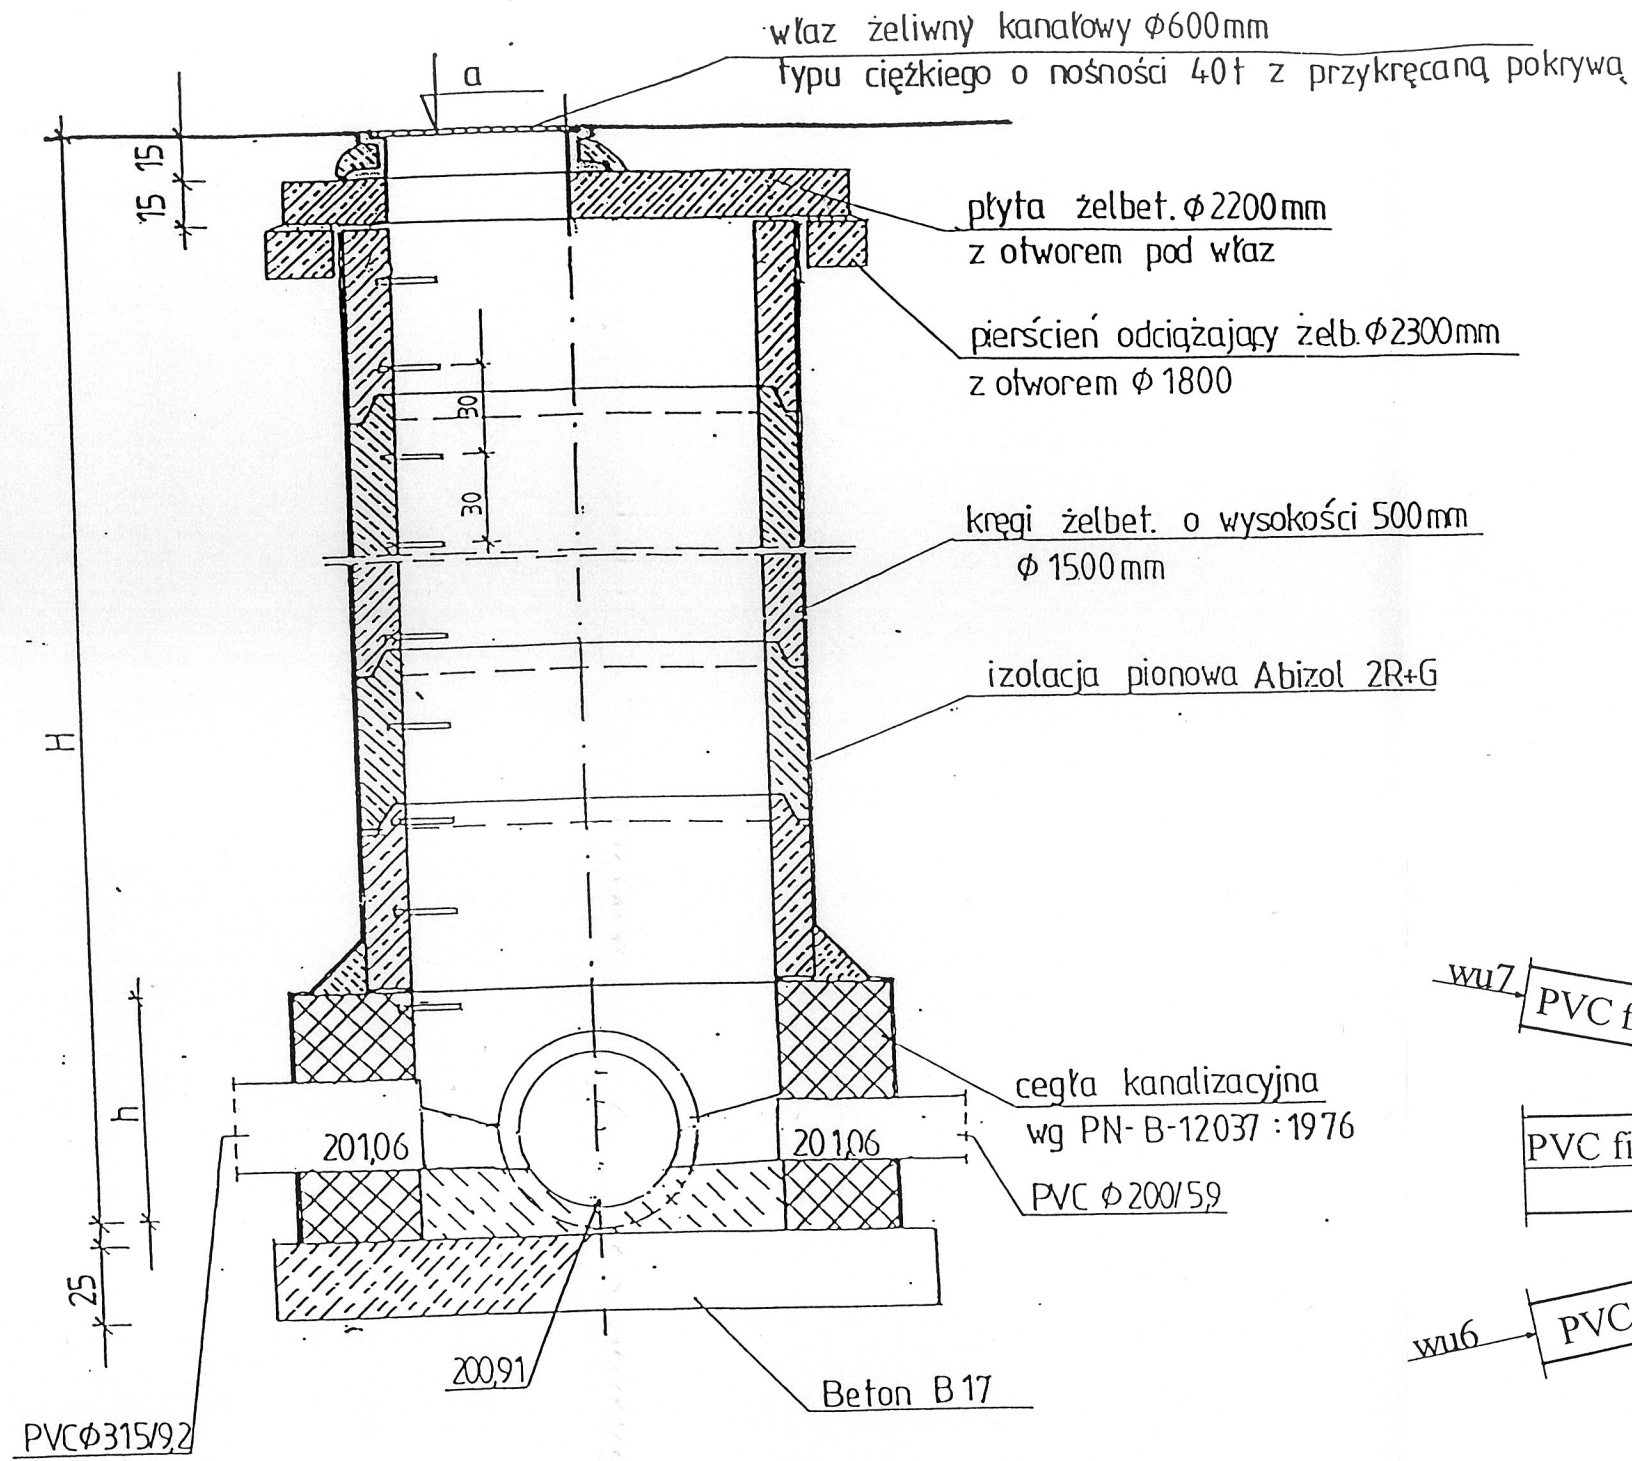 właz żeliwny kanałowy ϕ600mm
typu ciężkiego o nośności 40t z przykręcaną pokrywą
a
15
15
płyta żelbet. ϕ2200mm
z otworem pod właz
pierścień odciążający żelb. ϕ2300mm
z otworem ϕ1800
30
30
kręgi żelbet. o wysokości 500mm
ϕ1500mm
izolacja pionowa Abizol 2R+G
H
wu7
PVC f
cegła kanalizacyjna
wg PN-B-12037:1976
h
201,06
201,06
PVC fi
PVC ϕ200/5,9
25
wu6
PVC
200,91
Beton B17
PVCϕ315/9,2